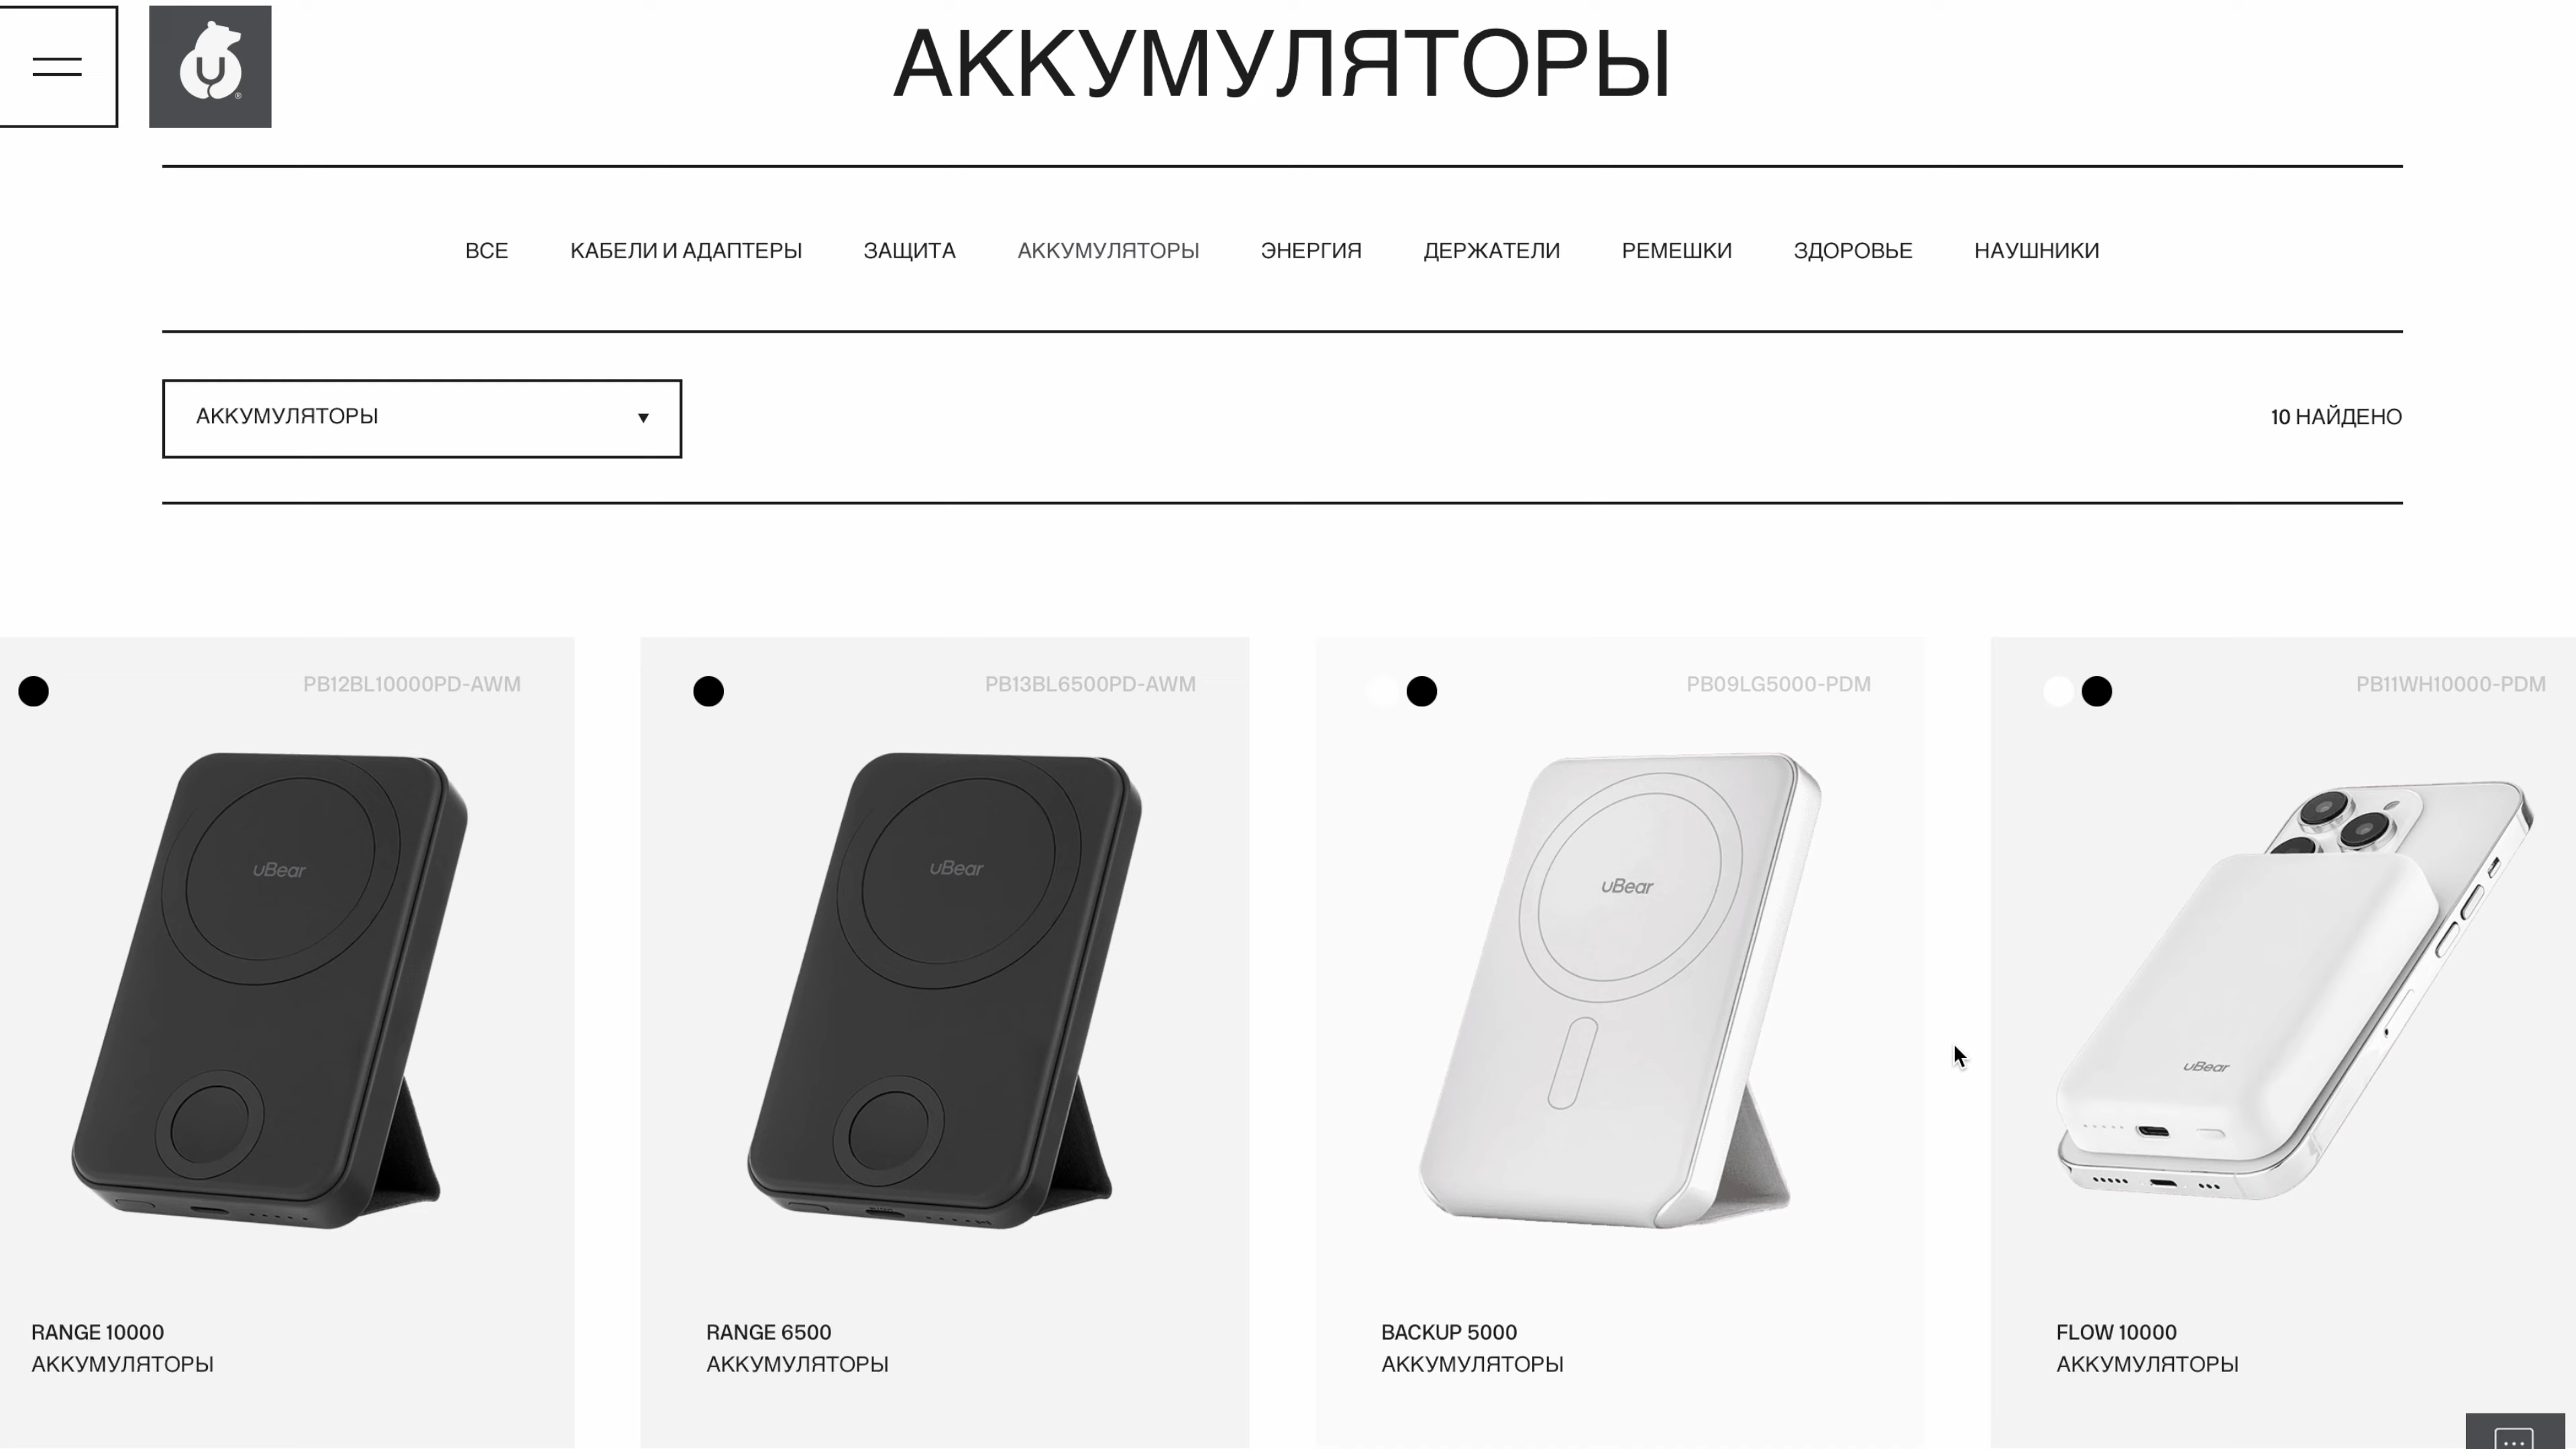 АККУМУЛЯТОРЫ
ВСЕ КАБЕЛИ И АДАПТЕРЫ ЗАЩИТА АККУМУЛЯТОРЫ ЭНЕРГИЯ ДЕРЖАТЕЛИ РЕМЕШКИ ЗДОРОВЬЕ НАУШНИКИ
АККУМУЛЯТОРЫ
10 НАЙДЕНО
PB12BL10000PD-AWM
uBear
RANGE 10000
АККУМУЛЯТОРЫ
PB13BL6500PD-AWM
uBear
RANGE 6500
АККУМУЛЯТОРЫ
PB09LG5000-PDM
uBear
BACKUP 5000
АККУМУЛЯТОРЫ
PB11WH10000-PDM
uBear
FLOW 10000
АККУМУЛЯТОРЫ